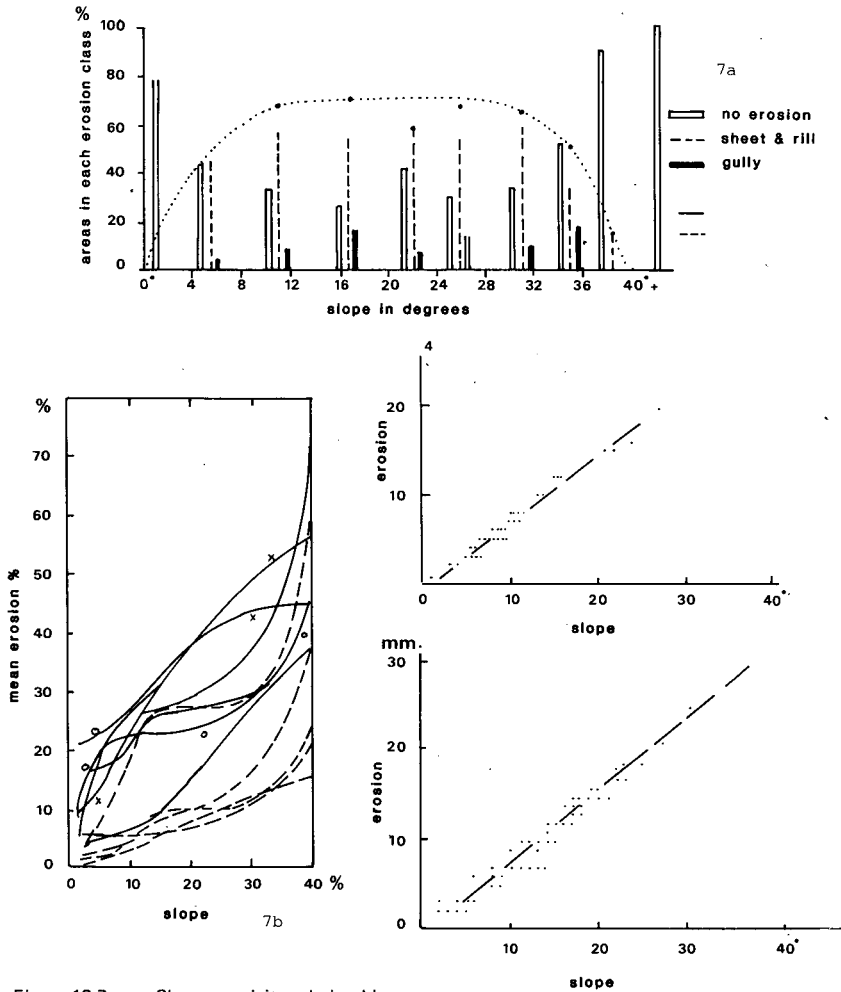 %
100
80
60
40
20
0
areas in each erosion class
0° 4 8 12 16 20 24 28 32 36 40°+
slope in degrees
7a
no erosion
sheet & rill
gully
%
70
60
50
40
30
20
10
0
mean erosion %
0 10 20 30 40 %
slope
7b
4
20
10
erosion
0 10 20 30 40°
slope
mm.
30
20
10
0
erosion
10 20 30 40°
slope